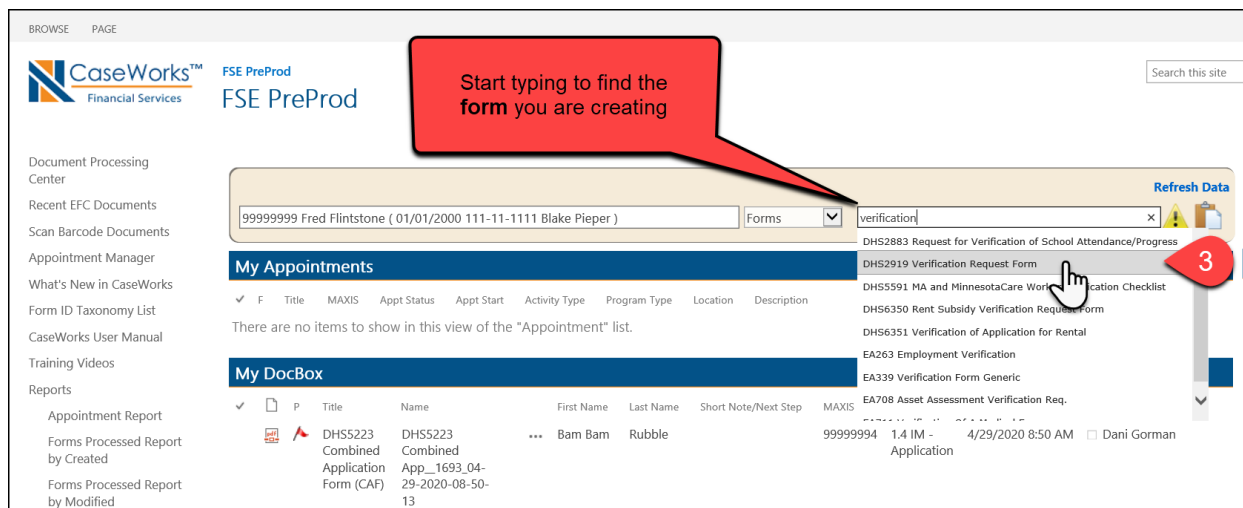 BROWSE PAGE
CaseWorks™
Financial Services
FSE PreProd
FSE PreProd
Start typing to find the
form you are creating
Search this site
Document Processing
Center
Recent EFC Documents
Scan Barcode Documents
Appointment Manager
What's New in CaseWorks
Form ID Taxonomy List
CaseWorks User Manual
Training Videos
Reports
Appointment Report
Forms Processed Report
by Created
Forms Processed Report
by Modified
Refresh Data
99999999 Fred Flintstone ( 01/01/2000 111-11-1111 Blake Pieper ) Forms verification ×
DHS2883 Request for Verification of School Attendance/Progress
DHS2919 Verification Request Form
3
DHS5591 MA and MinnesotaCare Checklist
DHS6350 Rent Subsidy Verification Request Form
DHS6351 Verification of Application for Rental
EA263 Employment Verification
EA339 Verification Form Generic
EA708 Asset Assessment Verification Req.
My Appointments
F Title MAXIS Appt Status Appt Start Activity Type Program Type Location Description
There are no items to show in this view of the "Appointment" list.
My DocBox
P Title Name First Name Last Name Short Note/Next Step MAXIS
pdf DHS5223 DHS5223 ... Bam Bam Rubble 99999994 1.4 IM - 4/29/2020 8:50 AM Dani Gorman
Combined Combined Application
Application App__1693_04-
Form (CAF) 29-2020-08-50-
13